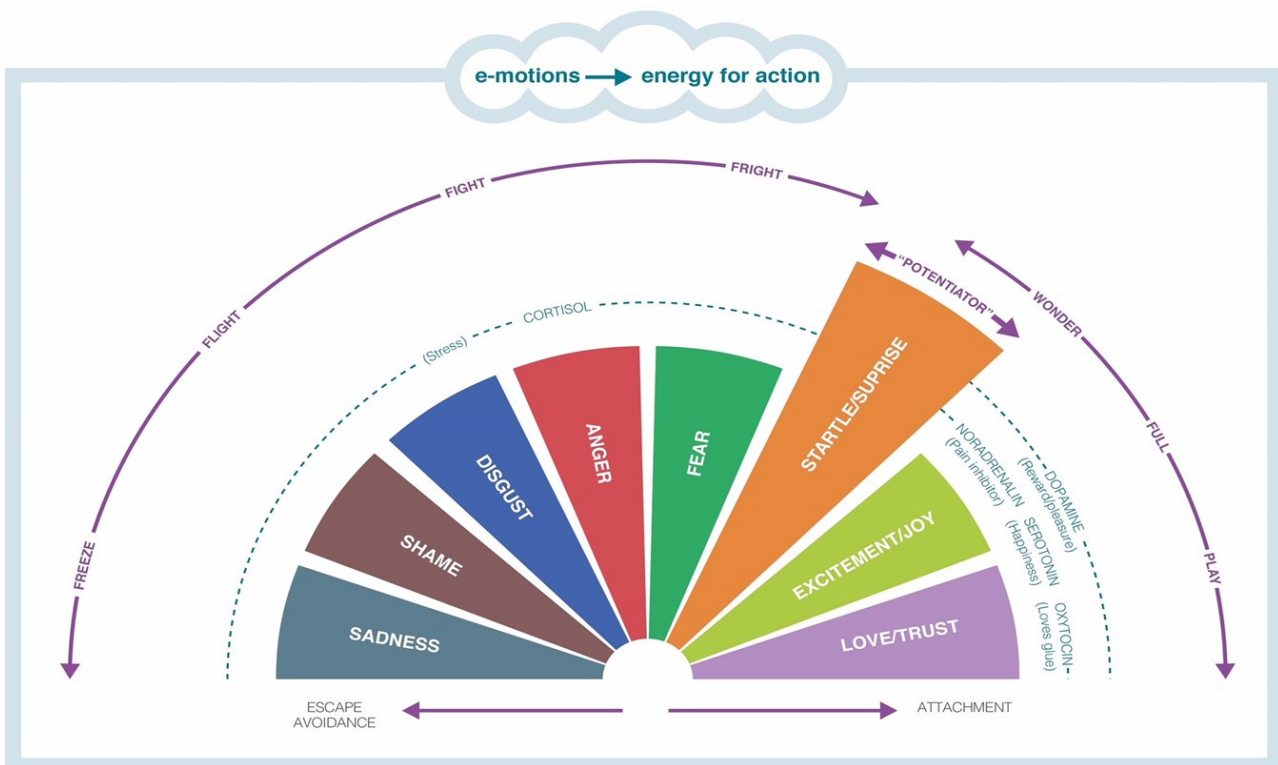 e-motions → energy for action
FREEZE
FLIGHT
FIGHT
FRIGHT
"POTENTIATOR"
WONDER
FULL
PLAY
(Stress)
CORTISOL
SADNESS
SHAME
DISGUST
ANGER
FEAR
STARTLE/SUPRISE
EXCITEMENT/JOY
LOVE/TRUST
NORADRENALIN
(Pain inhibitor)
DOPAMINE
(Reward/pleasure)
SEROTONIN
(Happiness)
OXYTOCIN
(Loves glue)
ESCAPE
AVOIDANCE
ATTACHMENT